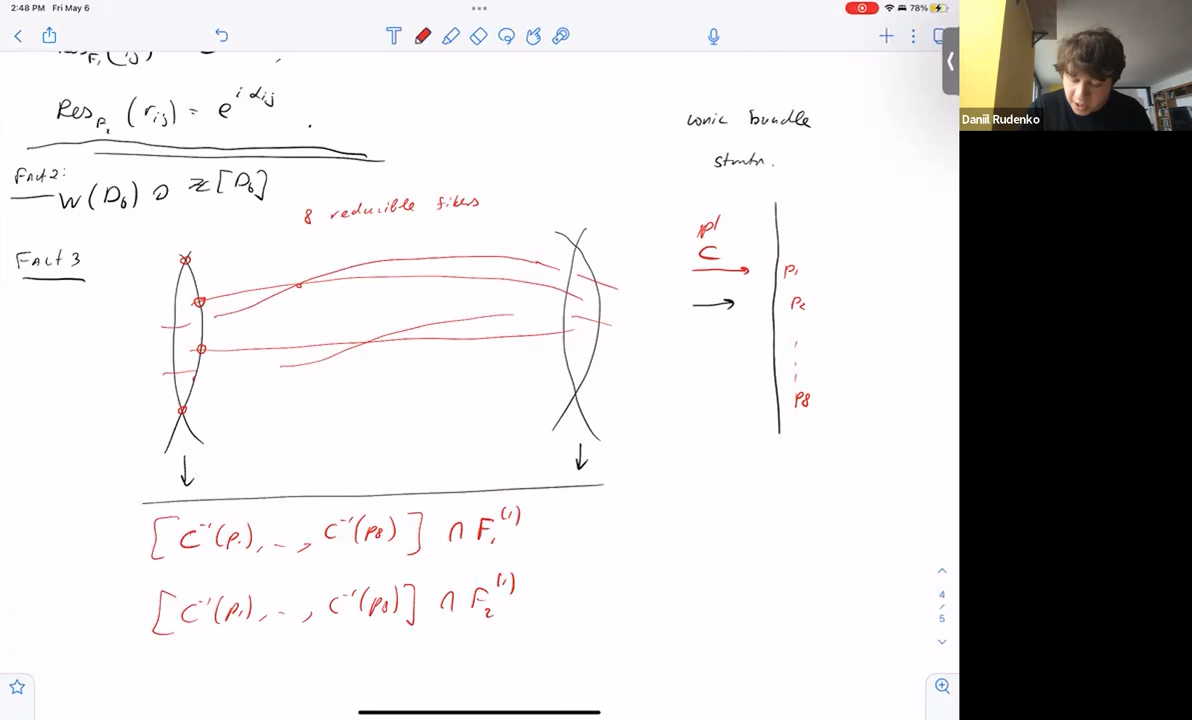 2:48 PM Fri May 6
78%
Res_{F_2} (r_{ij}) = e^{i α_{ij}} .
Fact 2:
W(D_6) ⊃ ℤ[D_6]
8 reducible fibers
Fact 3
conic bundle
P^1
C
p_1
p_2
p_8
[C^{-1}(p_1), ..., C^{-1}(p_8)] ∩ F_1^{(1)}
[C^{-1}(p_1), ..., C^{-1}(p_8)] ∩ F_2^{(1)}
4
/
5
Daniil Rudenko